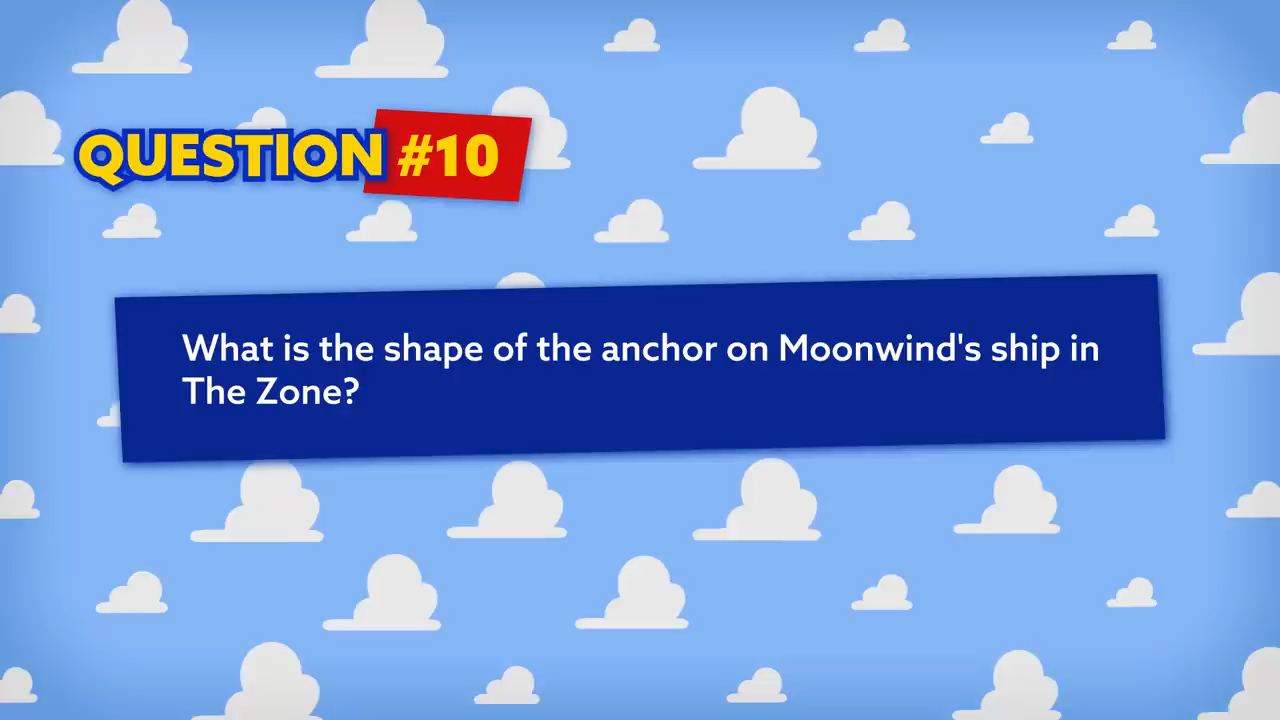 QUESTION #10
What is the shape of the anchor on Moonwind's ship in
The Zone?